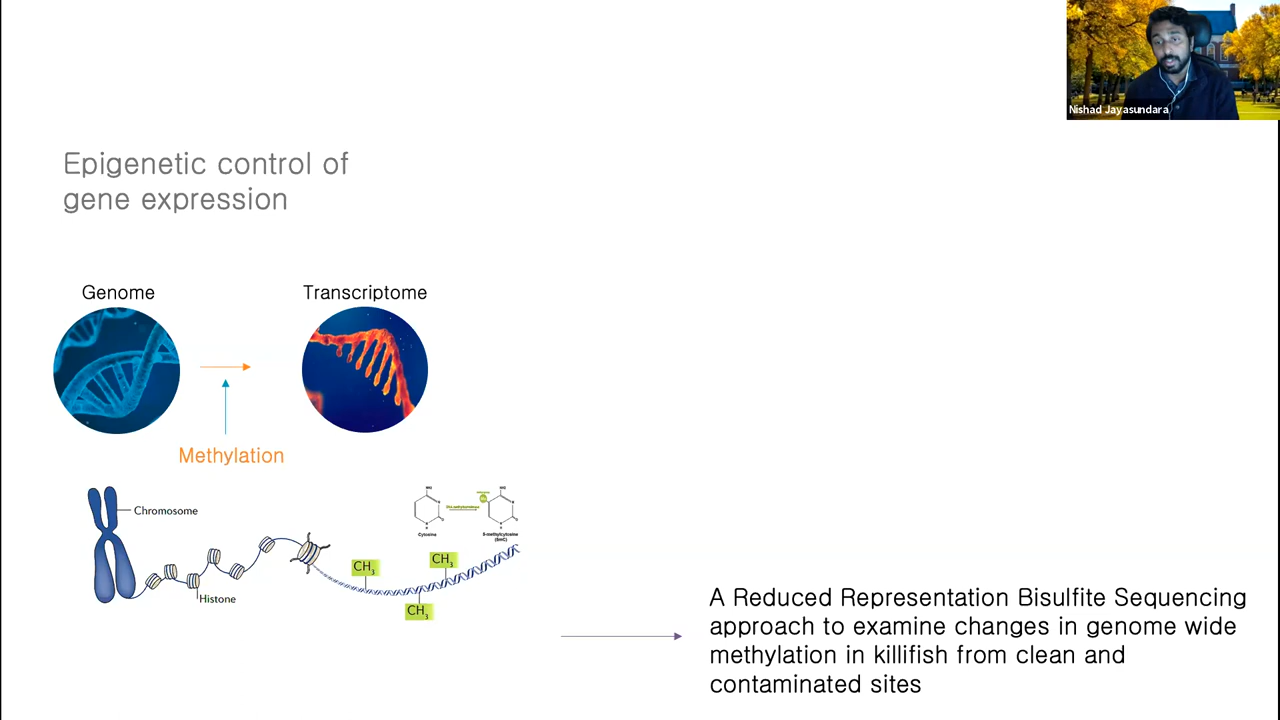 Nishad Jayasundara
Epigenetic control of
gene expression
Genome
Transcriptome
Methylation
Chromosome
Histone
CH3
CH3
CH3
NH2
NH2
Cytosine
5-methylcytosine
(5mC)
A Reduced Representation Bisulfite Sequencing
approach to examine changes in genome wide
methylation in killifish from clean and
contaminated sites